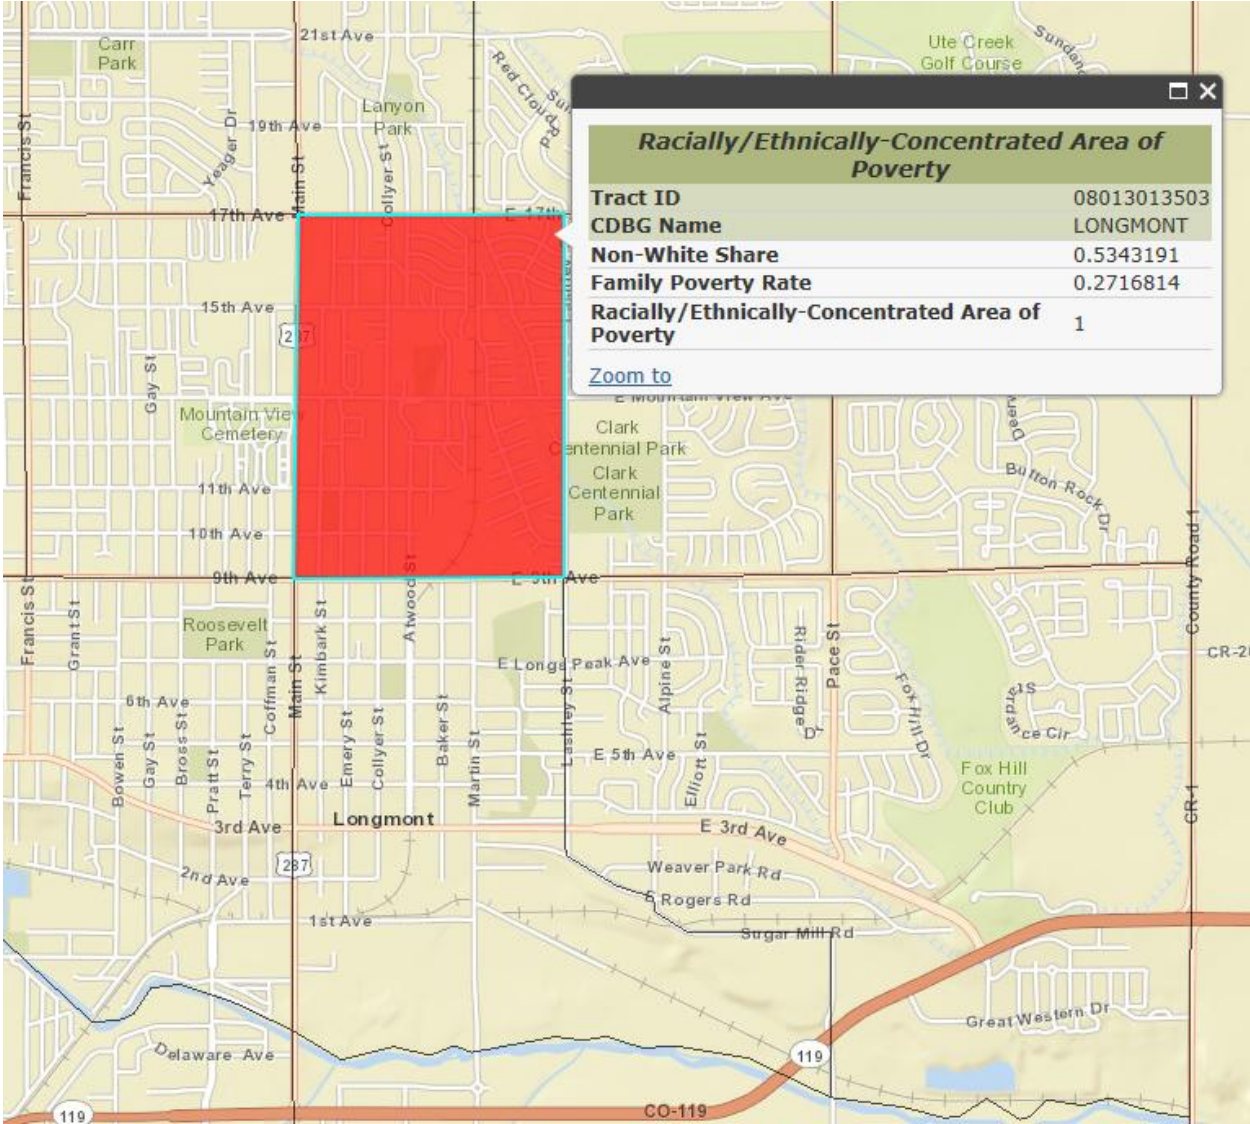 21st Ave
Carr
Park
Ute Creek
Golf Course
Red Cloud
Lanyon
Park
19th Ave
Yeager Dr
Francis St
Main St
Collyer St
17th Ave
E 17th
Racially/Ethnically-Concentrated Area of
Poverty
Tract ID 08013013503
CDBG Name LONGMONT
Non-White Share 0.5343191
Family Poverty Rate 0.2716814
Racially/Ethnically-Concentrated Area of
Poverty 1
Zoom to
15th Ave
287
Gay St
Mountain View
Cemetery
E Mountain View Ave
Clark
Centennial Park
Clark
Centennial
Park
11th Ave
10th Ave
Button Rock Dr
County Road 1
9th Ave
E 9th Ave
Francis St
Grant St
Roosevelt
Park
Coffman St
Main St
Kimbark St
Atwood St
E Longs Peak Ave
Alpine St
Rider Ridge
Dr
Pace St
Fox Hill Dr
6th Ave
Bowen St
Gay St
Bross St
Pratt St
Terry St
Emery St
Collyer St
Baker St
Martin St
Lashley St
E 5th Ave
Elliott St
4th Ave
3rd Ave
Longmont
E 3rd Ave
Fox Hill
Country
Club
CR-1
2nd Ave
287
Weaver Park Rd
S Rogers Rd
1st Ave
Sugar Mill Rd
Great Western Dr
Delaware Ave
119
119
CO-119